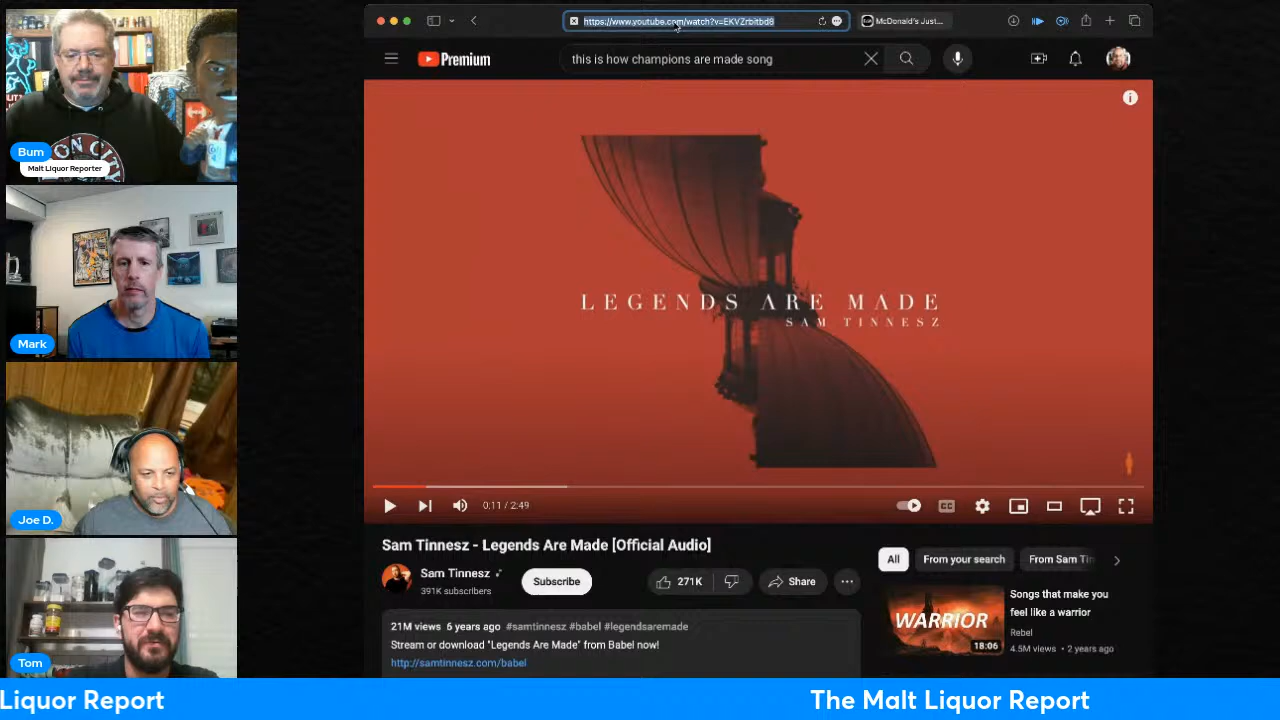 https://www.youtube.com/watch?v=EKVZrbitbd8
McDonald's Just...
Premium
this is how champions are made song
LEGENDS ARE MADE
SAM TINNESZ
0:11 / 2:49
CC
Sam Tinnesz - Legends Are Made [Official Audio]
Sam Tinnesz
391K subscribers
Subscribe
271K
Share
21M views 6 years ago #samtinnesz #babel #legendsaremade
Stream or download "Legends Are Made" from Babel now!
http://samtinnesz.com/babel
All
From your search
From Sam Tin
WARRIOR
18:06
Songs that make you
feel like a warrior
Rebel
4.5M views • 2 years ago
Bum
Malt Liquor Reporter
ON CITY
Mark
Joe D.
Tom
Liquor Report
The Malt Liquor Report